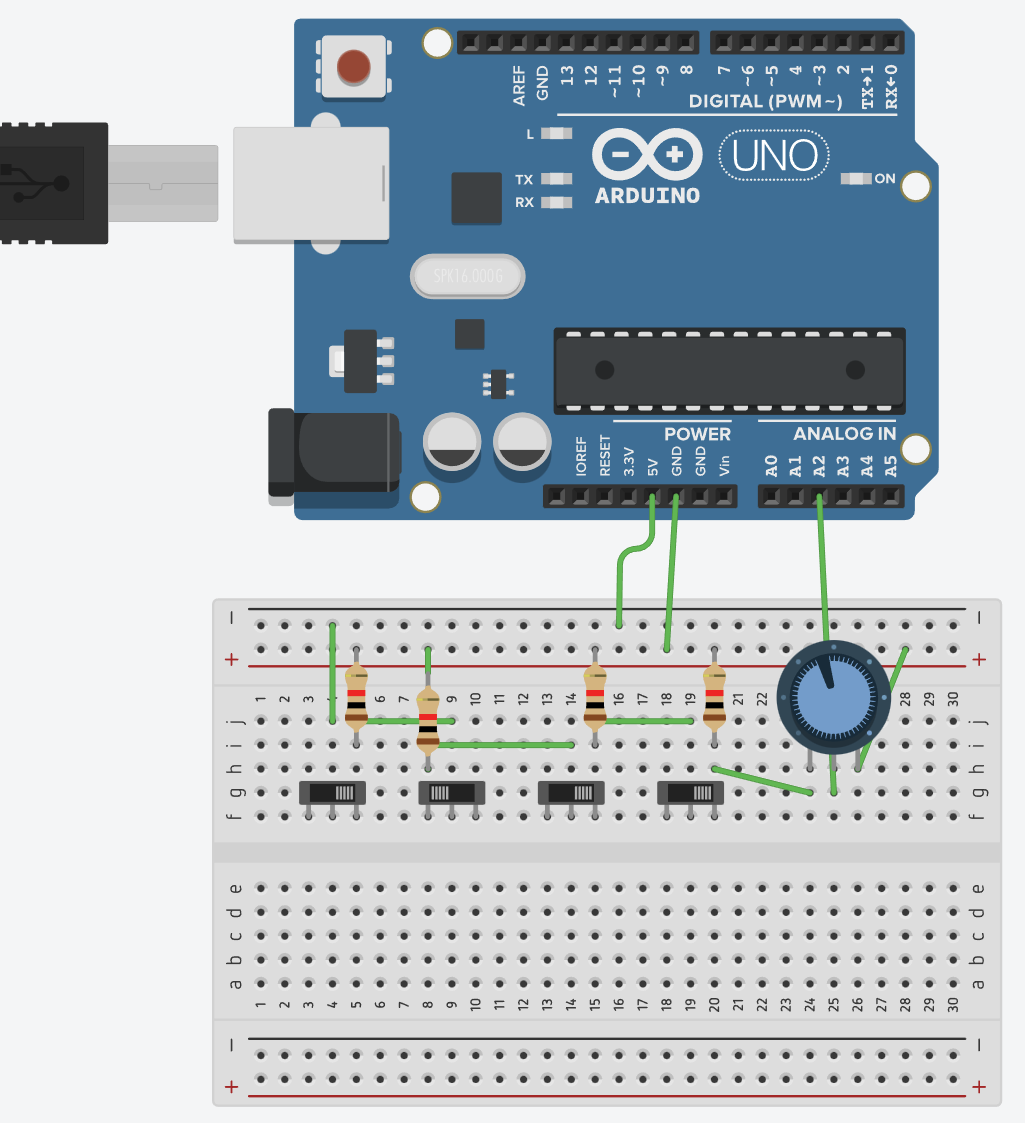 AREF GND 13 12 ~11 ~10 ~9 8 7 ~6 ~5 4 ~3 2 TX→1 RX←0
DIGITAL (PWM ~)
L
TX
RX
ARDUINO
UNO
ON
SPK16.000G
POWER
ANALOG IN
IOREF RESET 3.3V 5V GND GND Vin A0 A1 A2 A3 A4 A5
− −
+ +
1 2 3 4 5 6 7 8 9 10 11 12 13 14 15 16 17 18 19 20 21 22 28 29 30
j j
i i
h h
g g
f f
e e
d d
c c
b b
a a
1 2 3 4 5 6 7 8 9 10 11 12 13 14 15 16 17 18 19 20 21 22 23 24 25 26 27 28 29 30
− −
+ +